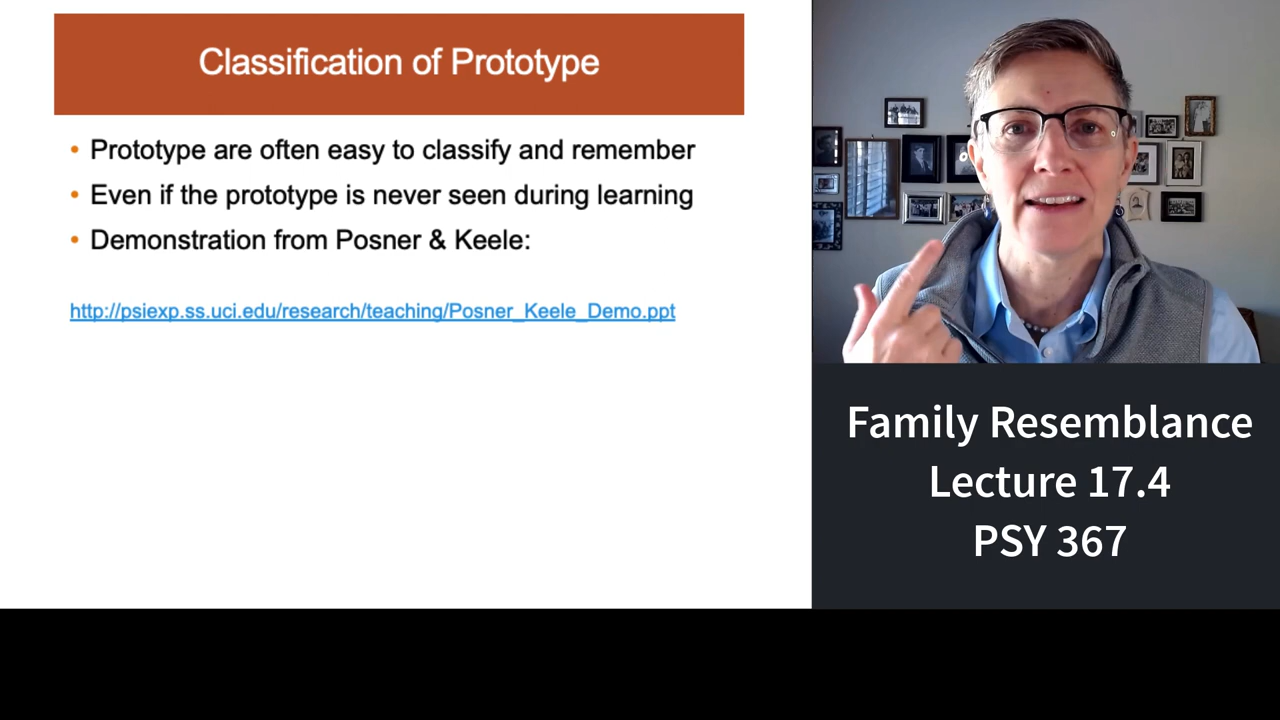 Classification of Prototype
• Prototype are often easy to classify and remember
• Even if the prototype is never seen during learning
• Demonstration from Posner & Keele:
http://psiexp.ss.uci.edu/research/teaching/Posner_Keele_Demo.ppt
Family Resemblance
Lecture 17.4
PSY 367